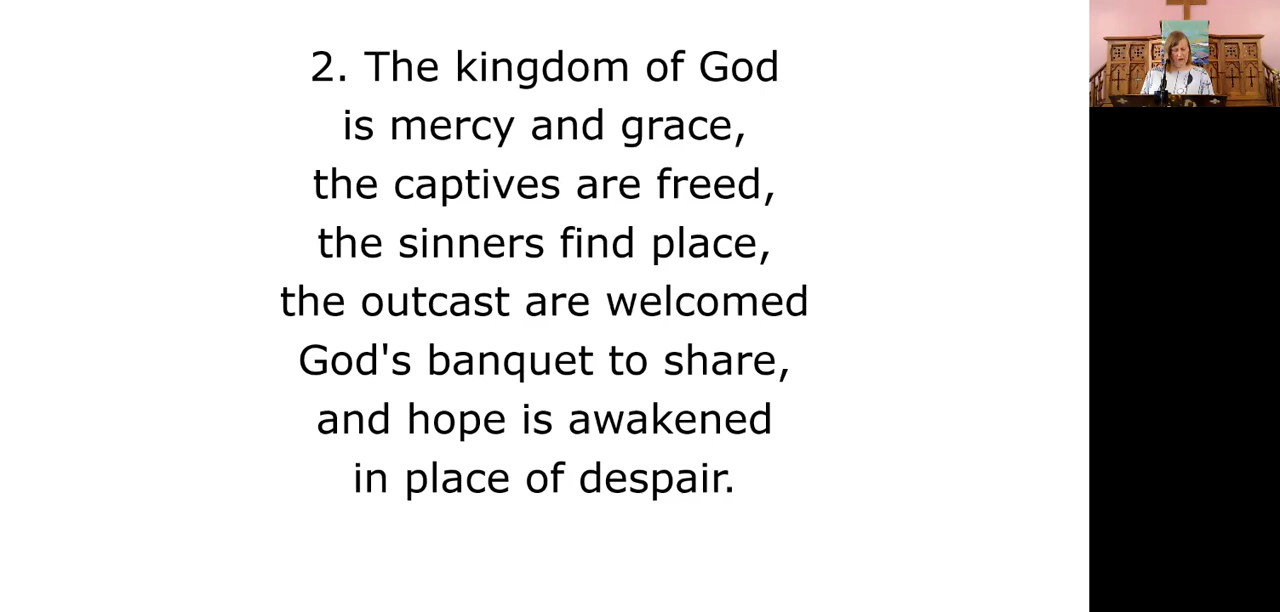 2. The kingdom of God
is mercy and grace,
the captives are freed,
the sinners find place,
the outcast are welcomed
God's banquet to share,
and hope is awakened
in place of despair.